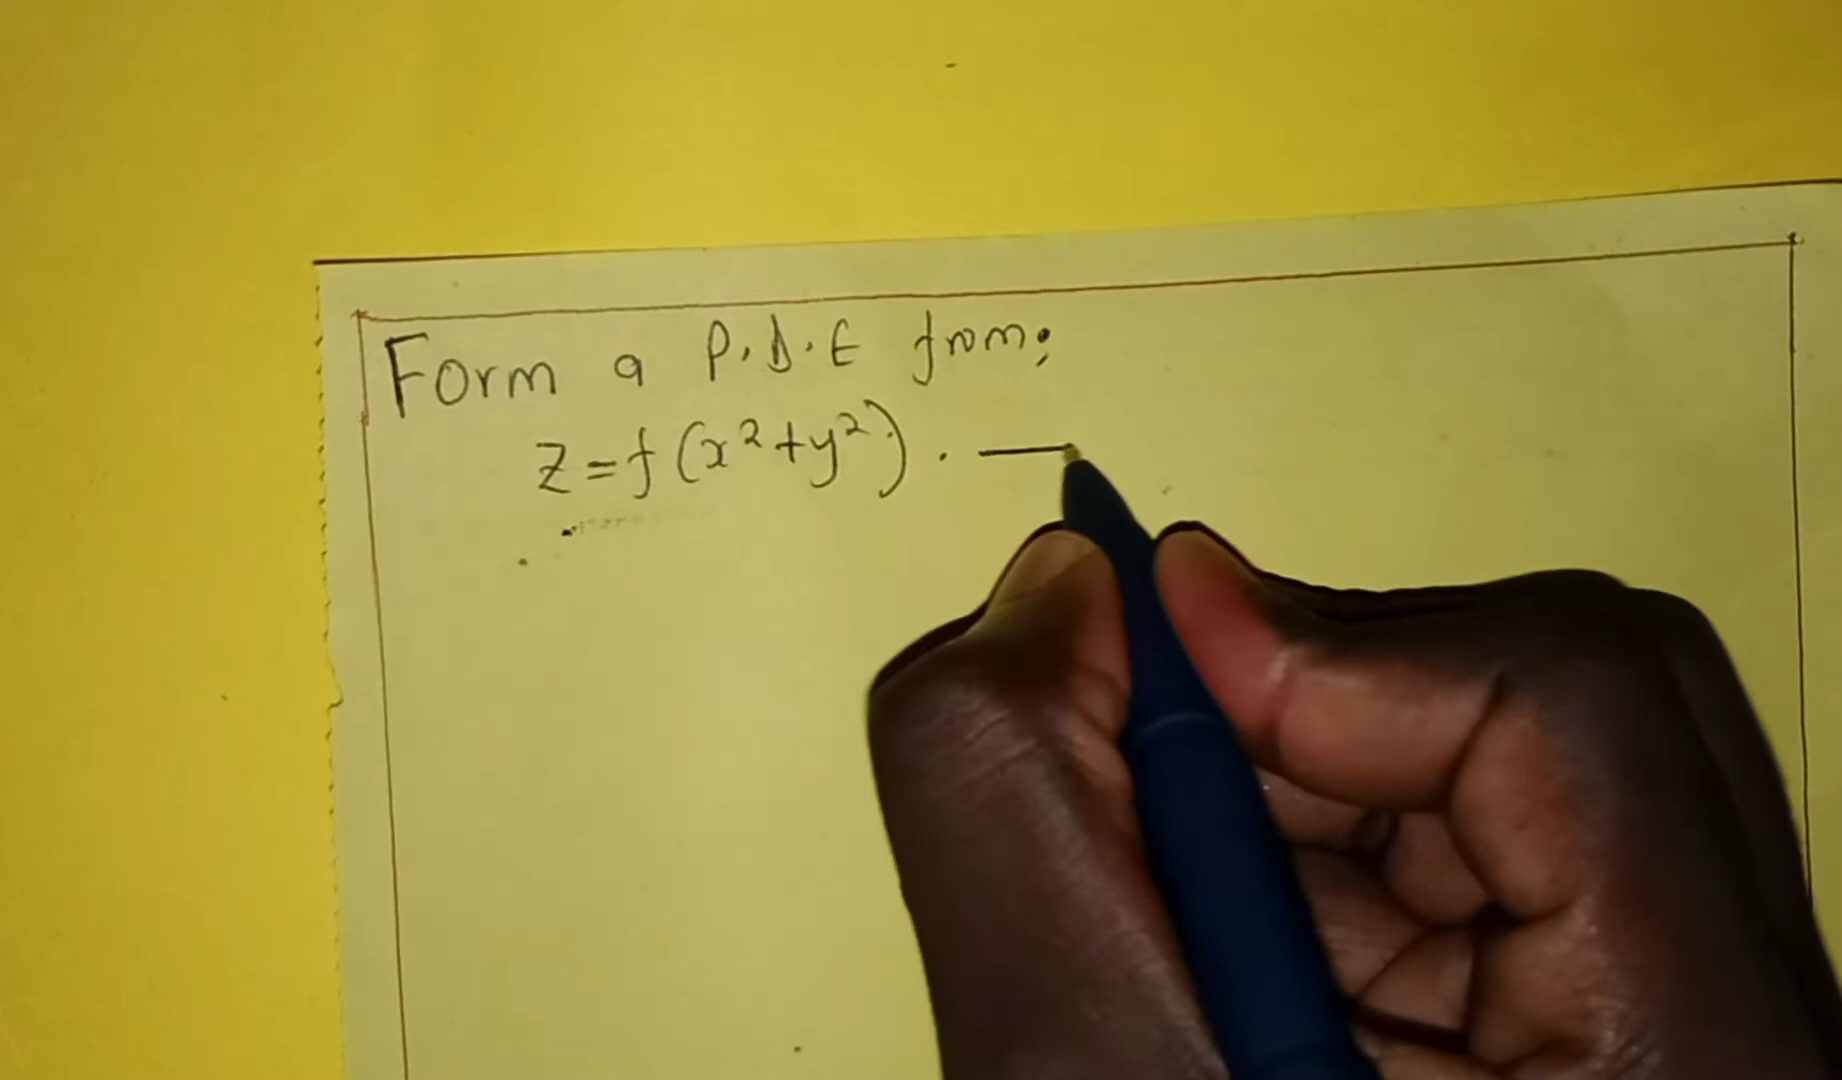 Form a P.D.E from;
z = f(x²+y²). —